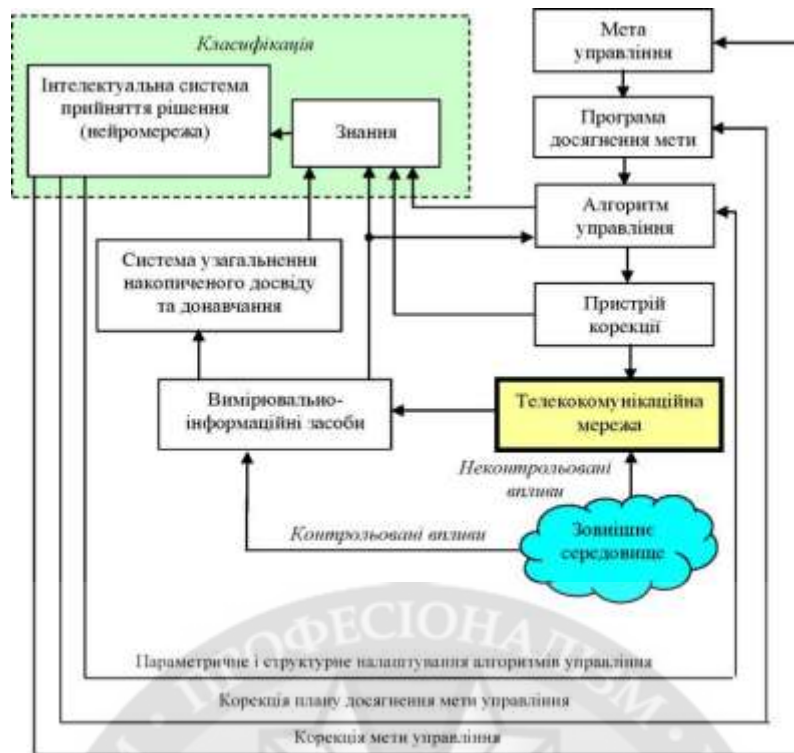 Класифікація
Інтелектуальна система
прийняття рішення
(нейромережа)
Знання
Мета
управління
Програма
досягнення мети
Алгоритм
управління
Система узагальнення
накопиченого досвіду
та донавчання
Пристрій
корекції
Вимірювально-
інформаційні засоби
Телекокомунікаційна
мережа
Неконтрольовані
впливи
Контрольовані впливи
Зовнішнє
середовище
ПРОФЕСІОНАЛІЗМ
Параметричне і структурне налаштування алгоритмів управління
Корекція плану досягнення мети управління
Корекція мети управління